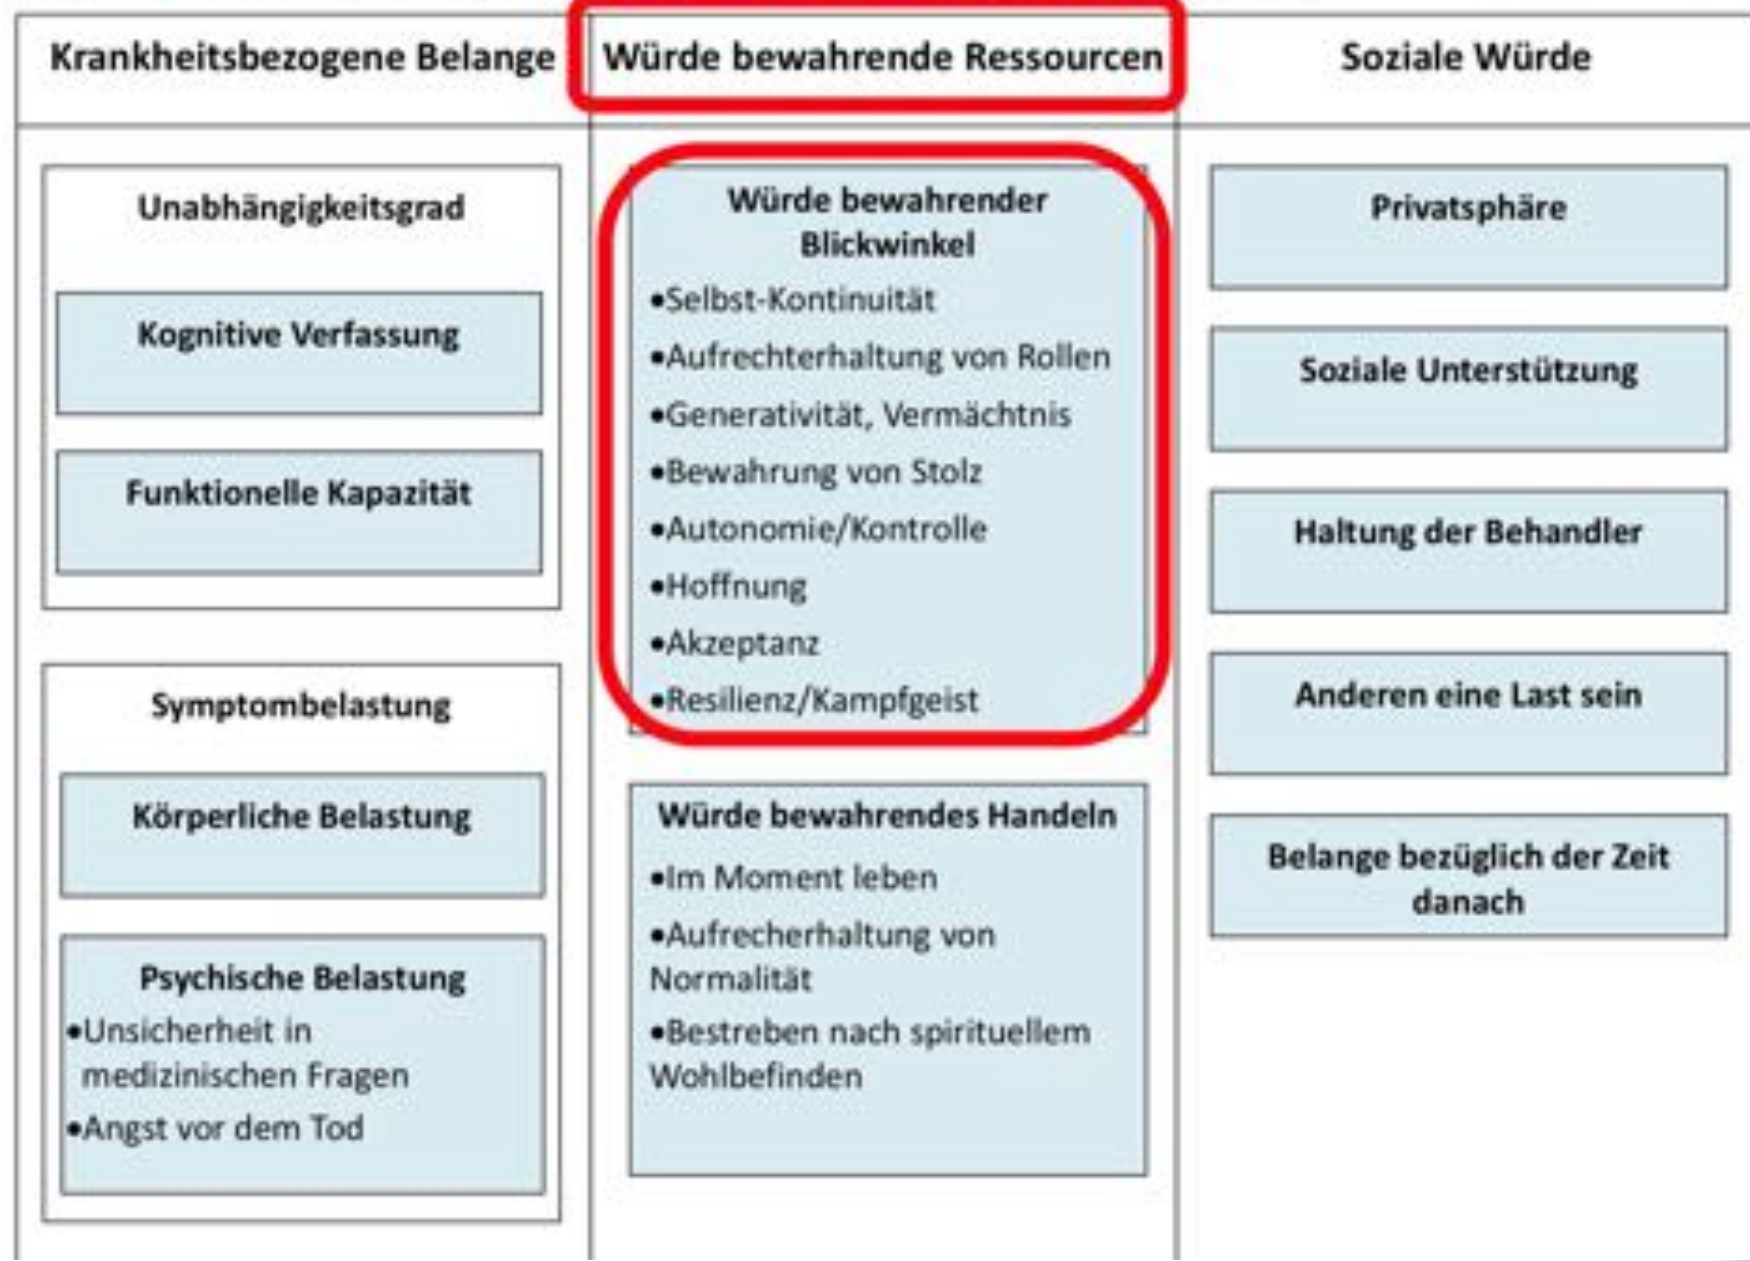 Krankheitsbezogene Belange
Würde bewahrende Ressourcen
Soziale Würde
Unabhängigkeitsgrad
Kognitive Verfassung
Funktionelle Kapazität
Symptombelastung
Körperliche Belastung
Psychische Belastung
•Unsicherheit in
medizinischen Fragen
•Angst vor dem Tod
Würde bewahrender
Blickwinkel
•Selbst-Kontinuität
•Aufrechterhaltung von Rollen
•Generativität, Vermächtnis
•Bewahrung von Stolz
•Autonomie/Kontrolle
•Hoffnung
•Akzeptanz
•Resilienz/Kampfgeist
Würde bewahrendes Handeln
•Im Moment leben
•Aufrecherhaltung von
Normalität
•Bestreben nach spirituellem
Wohlbefinden
Privatsphäre
Soziale Unterstützung
Haltung der Behandler
Anderen eine Last sein
Belange bezüglich der Zeit
danach